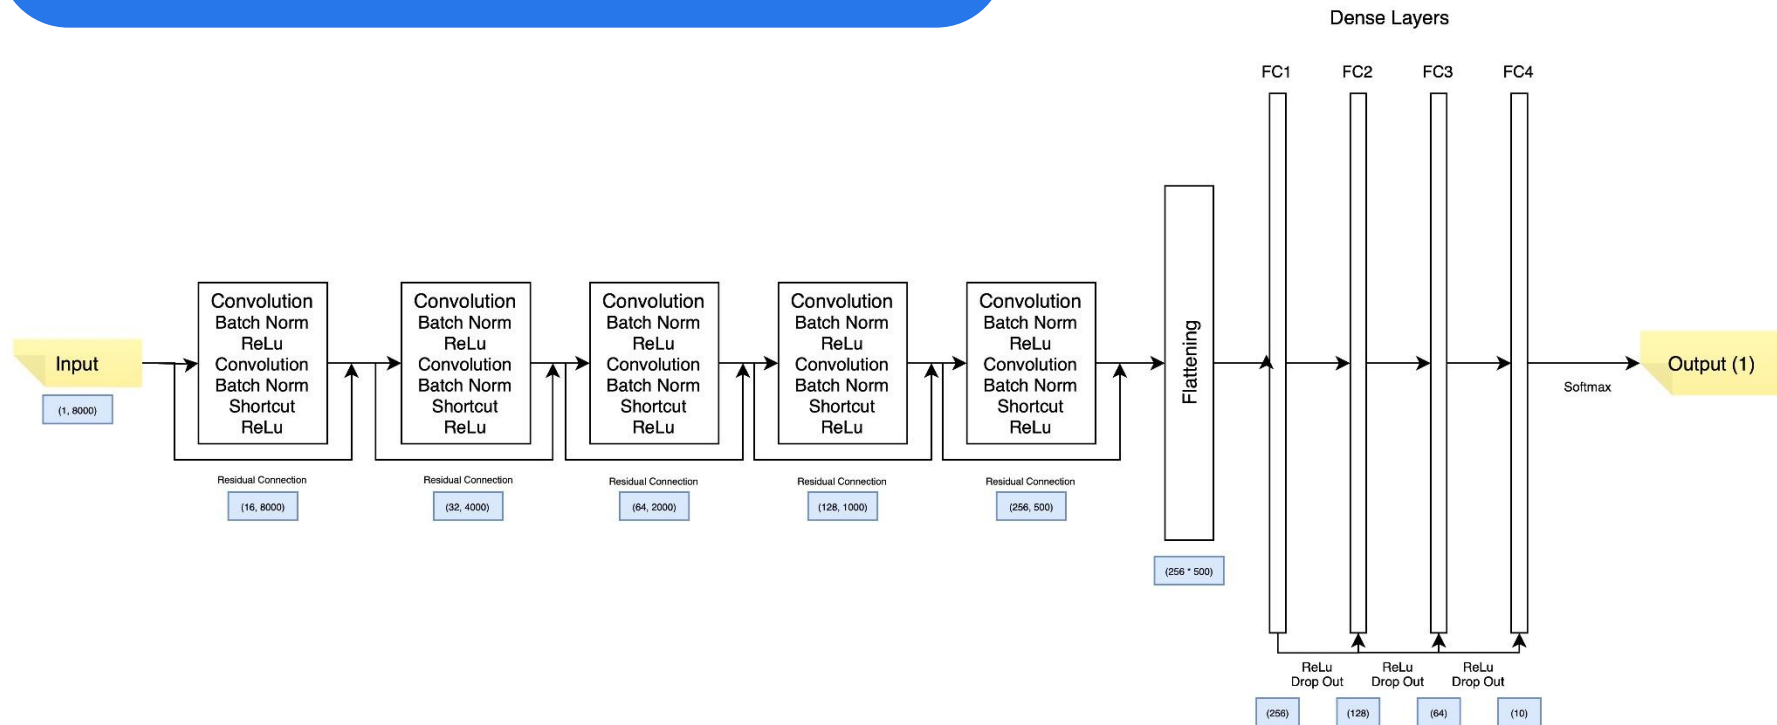 Dense Layers
FC1
FC2
FC3
FC4
Input
(1, 8000)
Convolution
Batch Norm
ReLu
Convolution
Batch Norm
Shortcut
ReLu
Residual Connection
(16, 8000)
Convolution
Batch Norm
ReLu
Convolution
Batch Norm
Shortcut
ReLu
Residual Connection
(32, 4000)
Convolution
Batch Norm
ReLu
Convolution
Batch Norm
Shortcut
ReLu
Residual Connection
(64, 2000)
Convolution
Batch Norm
ReLu
Convolution
Batch Norm
Shortcut
ReLu
Residual Connection
(128, 1000)
Convolution
Batch Norm
ReLu
Convolution
Batch Norm
Shortcut
ReLu
Residual Connection
(256, 500)
Flattening
(256 * 500)
ReLu
Drop Out
ReLu
Drop Out
ReLu
Drop Out
(256)
(128)
(64)
(10)
Softmax
Output (1)